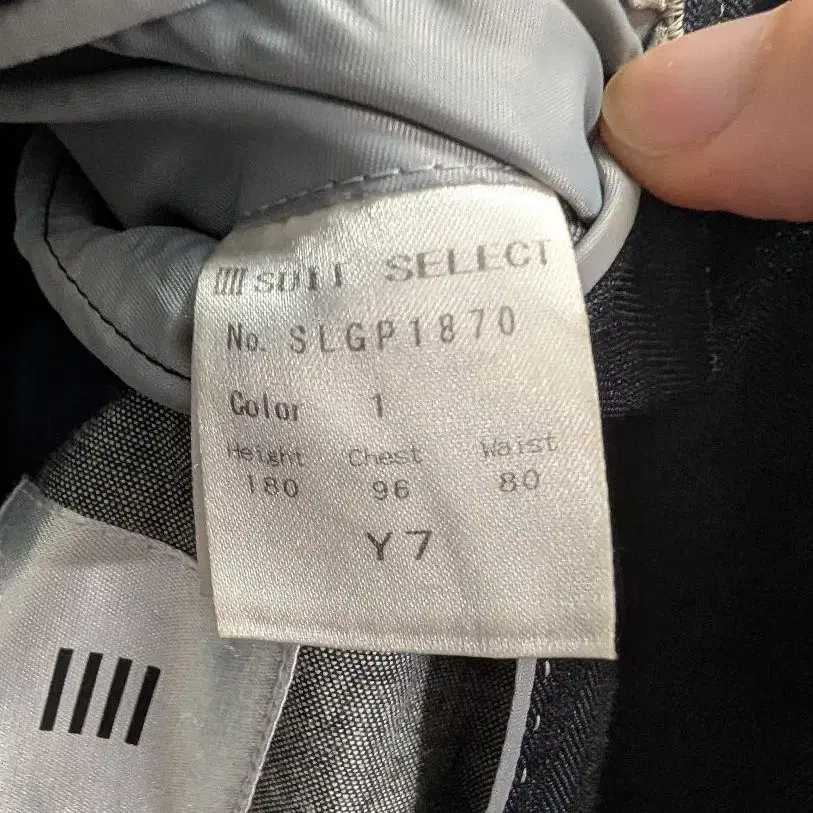 SUIT SELECT
No. SLGP1870
Color 1
Height Chest Waist
180 96 80
Y7